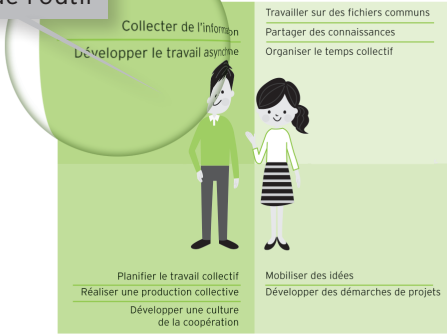 de l'outil
Collecter de l'information
Développer le travail asynchrone
Travailler sur des fichiers communs
Partager des connaissances
Organiser le temps collectif
Planifier le travail collectif
Réaliser une production collective
Développer une culture
de la coopération
Mobiliser des idées
Développer des démarches de projets